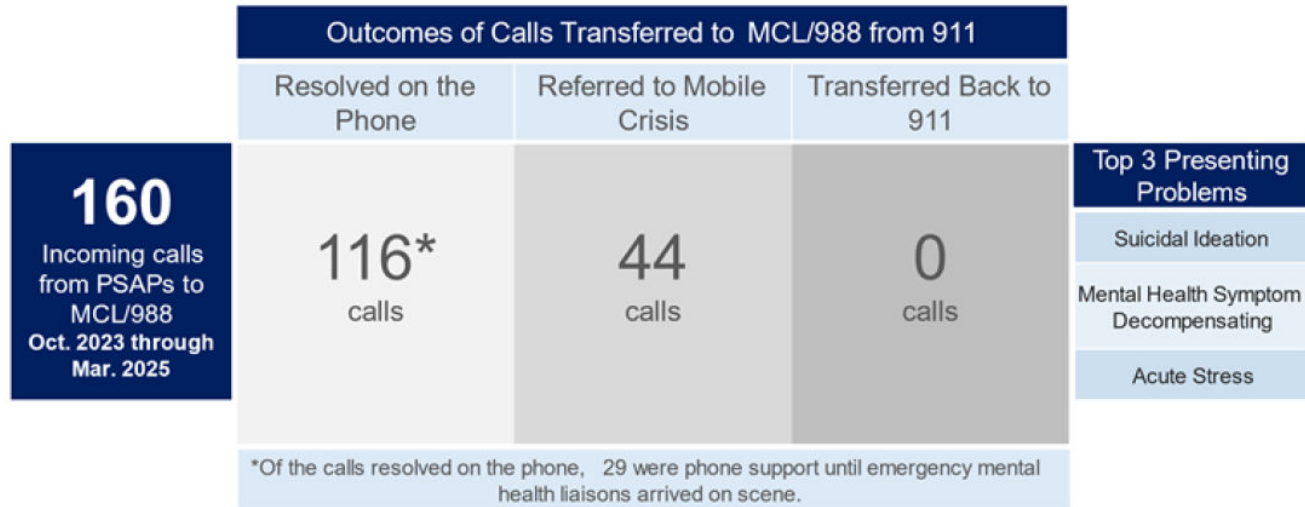 Outcomes of Calls Transferred to MCL/988 from 911
Resolved on the
Phone
Referred to Mobile
Crisis
Transferred Back to
911
160
Incoming calls
from PSAPs to
MCL/988
Oct. 2023 through
Mar. 2025
116*
calls
44
calls
0
calls
Top 3 Presenting
Problems
Suicidal Ideation
Mental Health Symptom
Decompensating
Acute Stress
*Of the calls resolved on the phone, 29 were phone support until emergency mental
health liaisons arrived on scene.